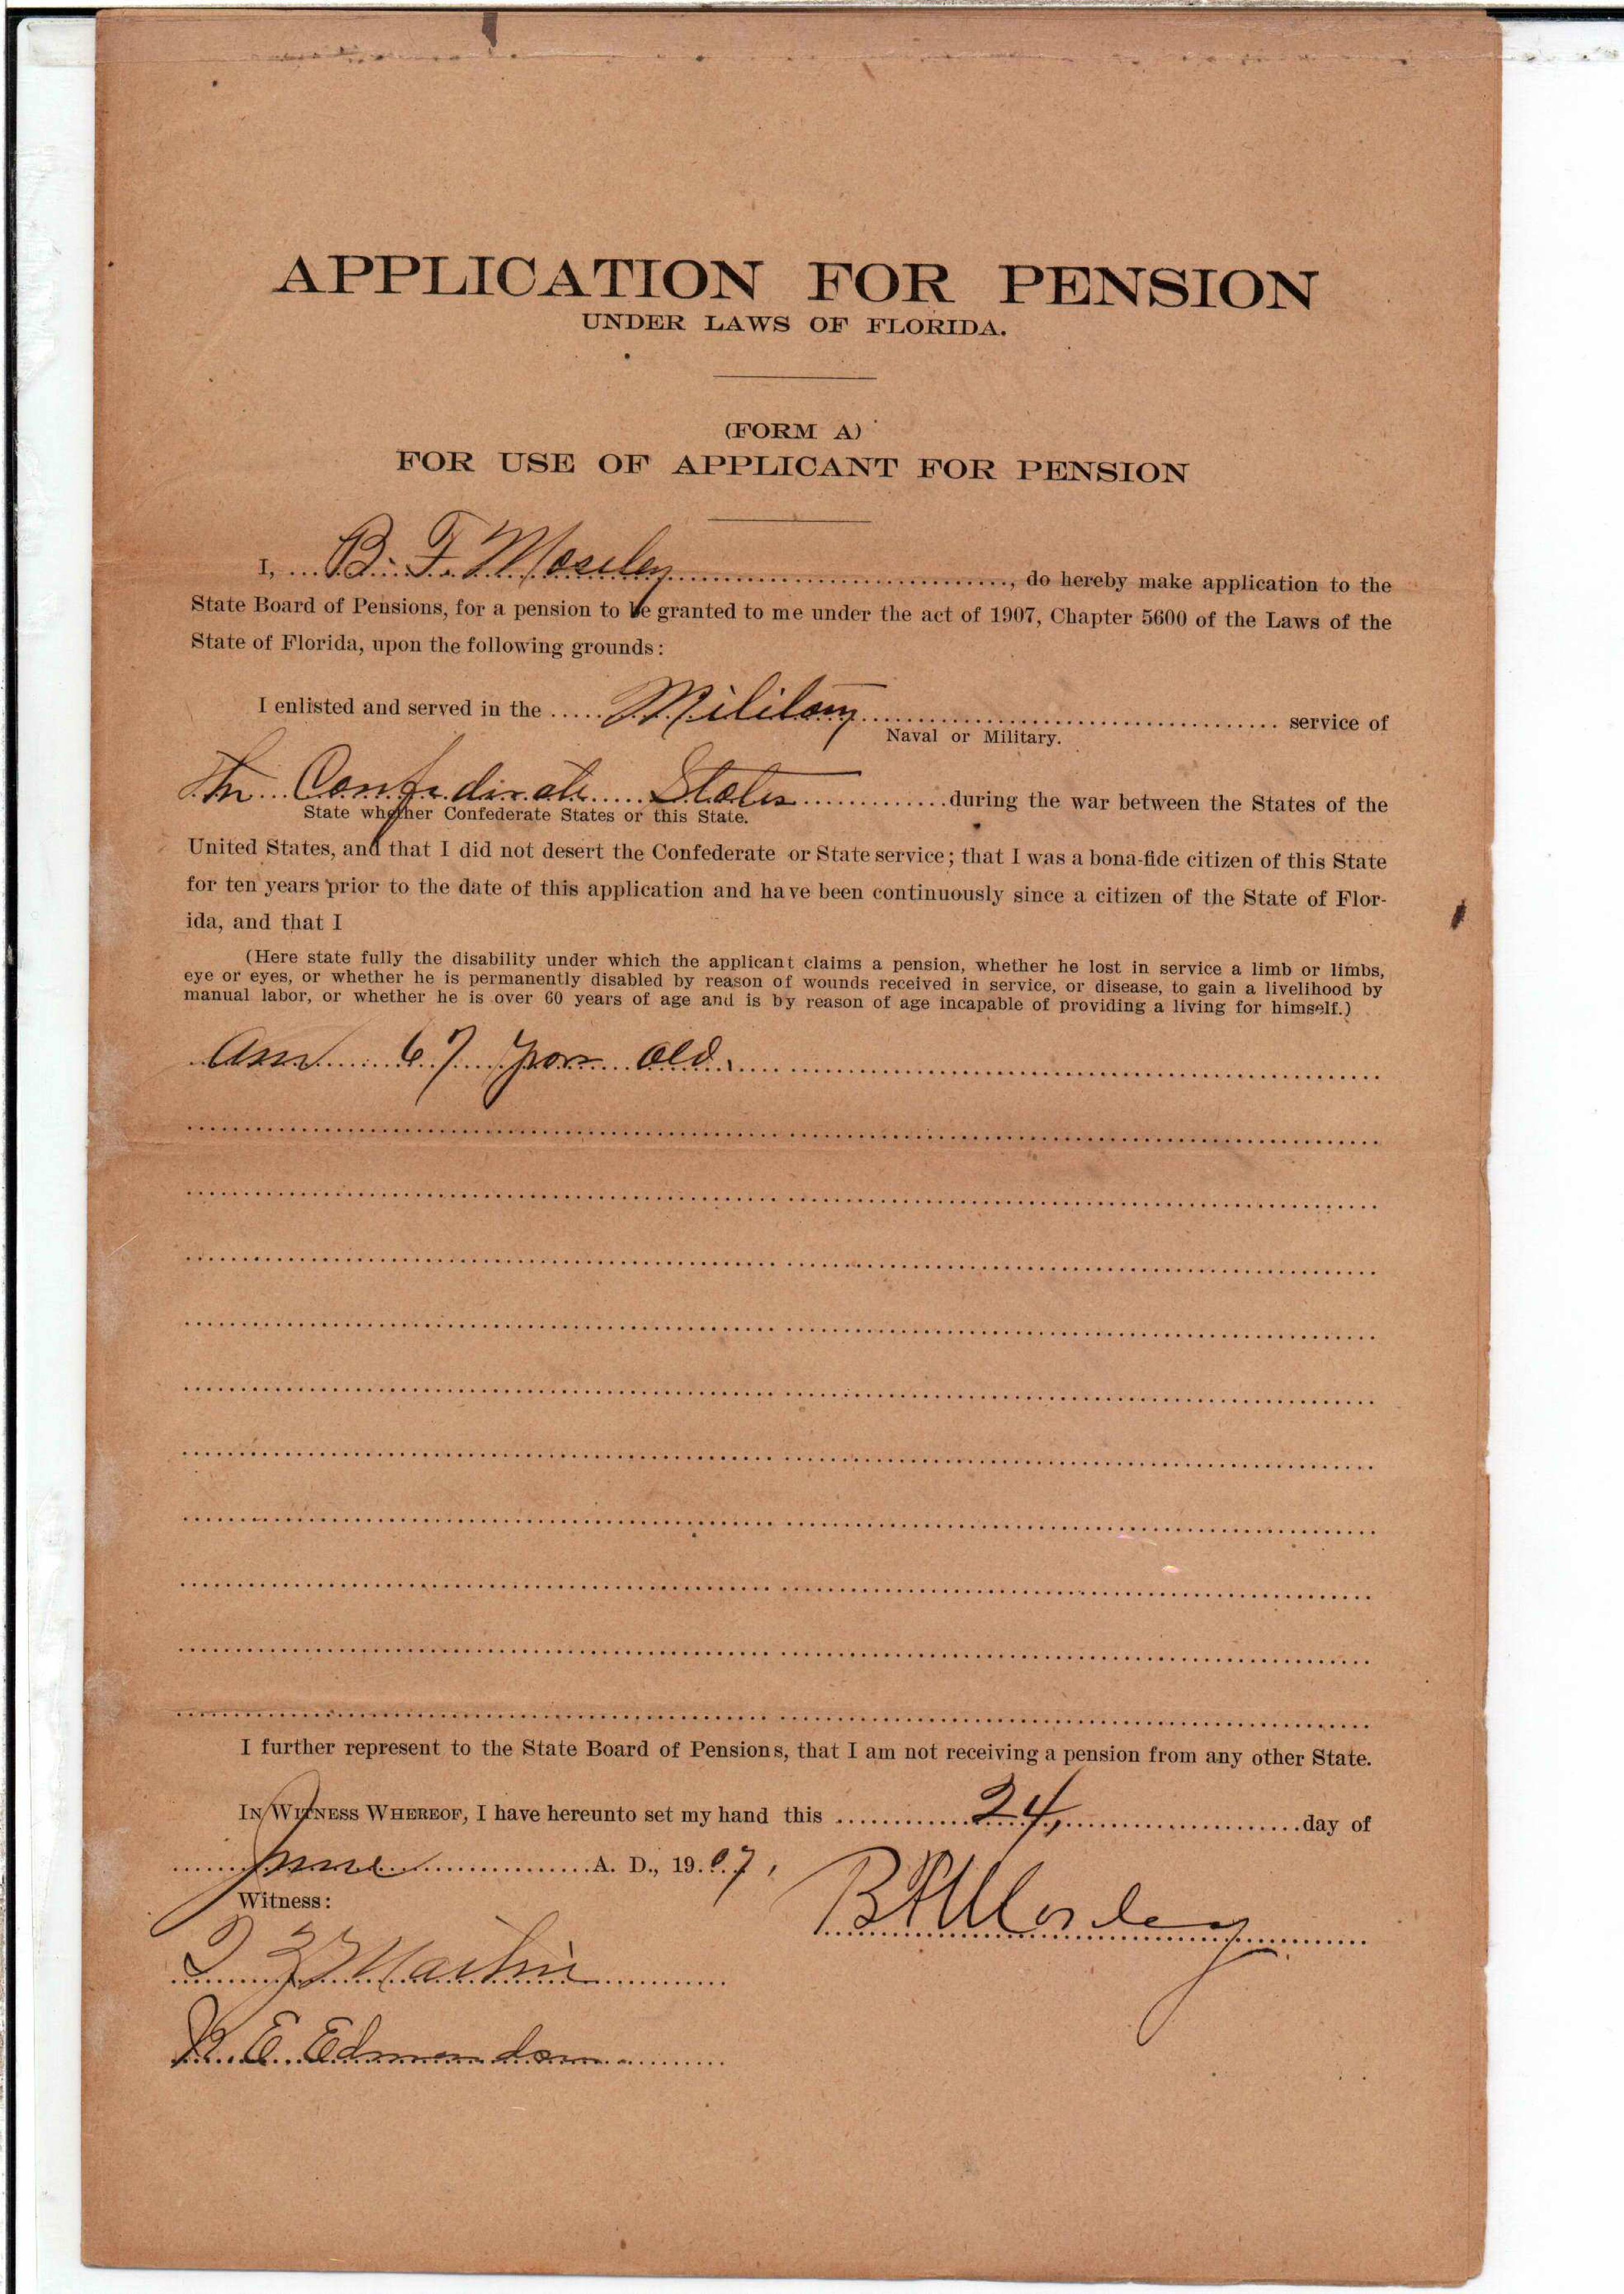 APPLICATION FOR PENSION
UNDER LAWS OF FLORIDA.
(FORM A)
FOR USE OF APPLICANT FOR PENSION
I, B. F. Moseley, do hereby make application to the
State Board of Pensions, for a pension to be granted to me under the act of 1907, Chapter 5600 of the Laws of the
State of Florida, upon the following grounds:
I enlisted and served in the Military service of
Naval or Military.
The Confederate States during the war between the States of the
State whether Confederate States or this State.
United States, and that I did not desert the Confederate or State service; that I was a bona-fide citizen of this State
for ten years prior to the date of this application and have been continuously since a citizen of the State of Flor-
ida, and that I
(Here state fully the disability under which the applicant claims a pension, whether he lost in service a limb or limbs,
eye or eyes, or whether he is permanently disabled by reason of wounds received in service, or disease, to gain a livelihood by
manual labor, or whether he is over 60 years of age and is by reason of age incapable of providing a living for himself.)
Am 67 years old.
I further represent to the State Board of Pensions, that I am not receiving a pension from any other State.
IN WITNESS WHEREOF, I have hereunto set my hand this 24, day of
June A. D., 1907,
Witness:
B F Mosley
Martin
E. Edmondson